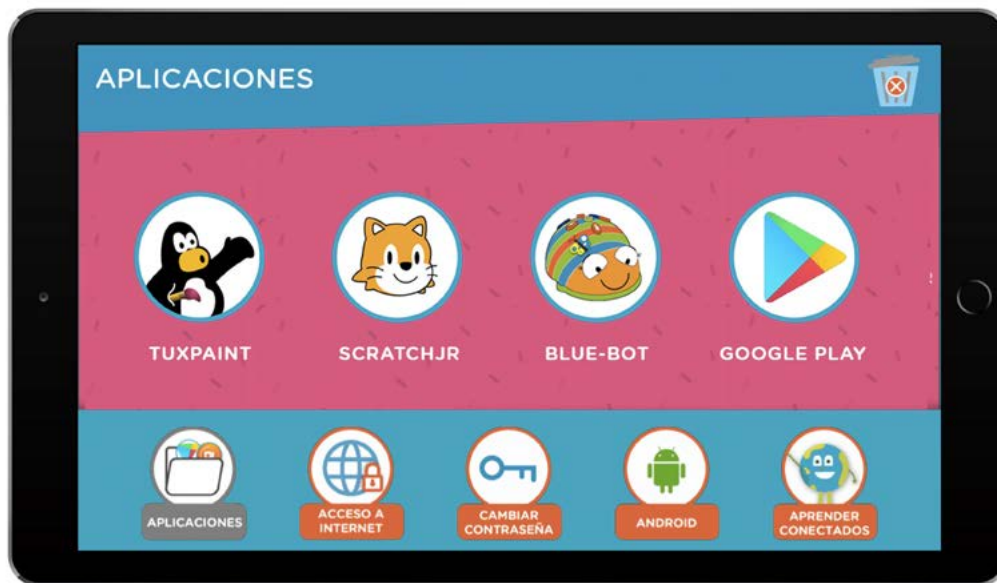 APLICACIONES
TUXPAINT
SCRATCHJR
BLUE-BOT
GOOGLE PLAY
APLICACIONES
ACCESO A
INTERNET
CAMBIAR
CONTRASEÑA
ANDROID
APRENDER
CONECTADOS